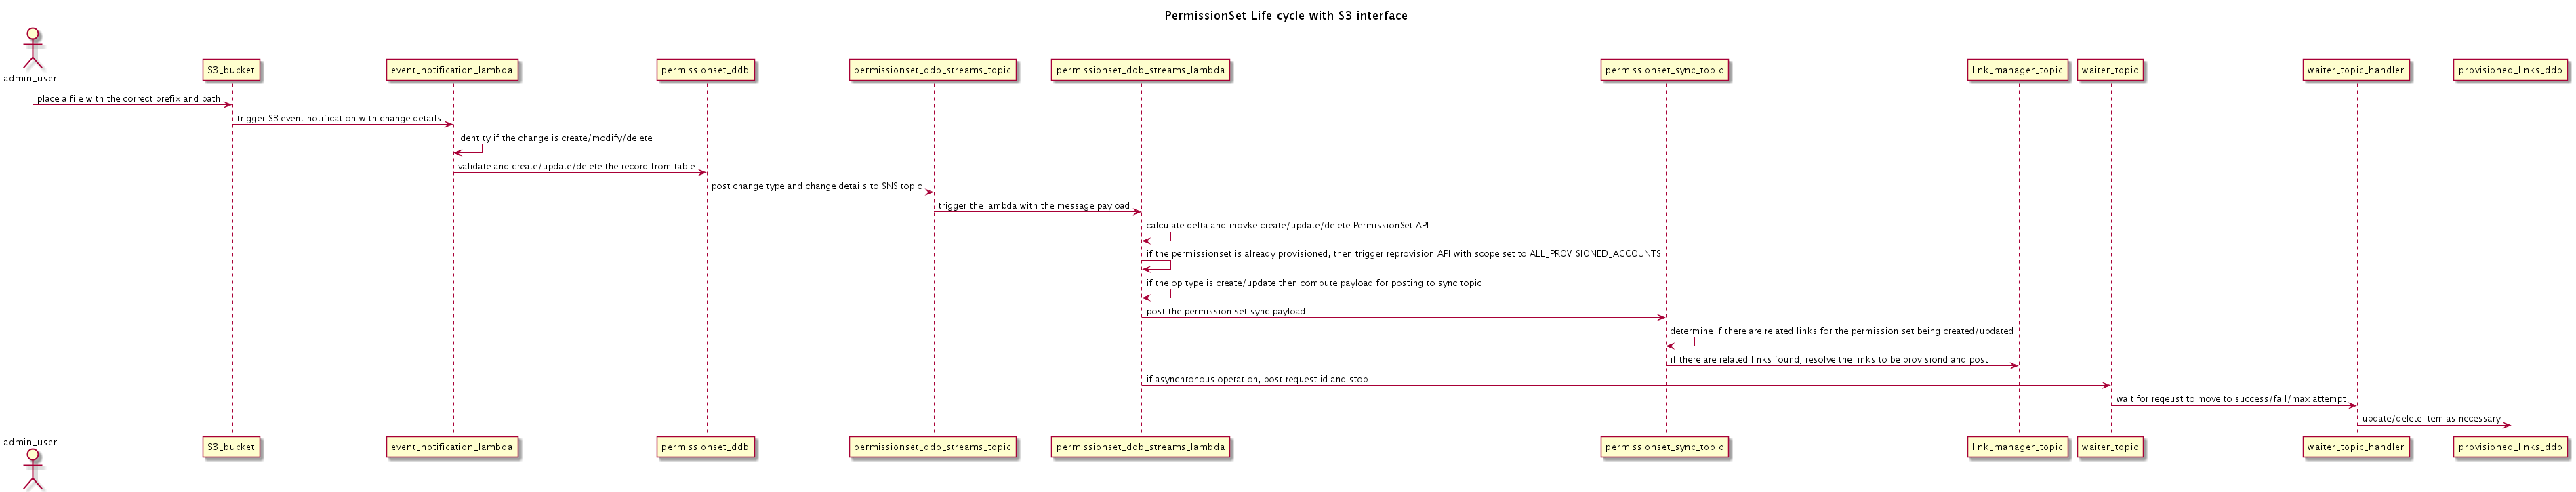 PermissionSet Life cycle with S3 interface
admin_user
S3_bucket
event_notification_lambda
permissionset_ddb
permissionset_ddb_streams_topic
permissionset_ddb_streams_lambda
permissionset_sync_topic
link_manager_topic
waiter_topic
waiter_topic_handler
provisioned_links_ddb
place a file with the correct prefix and path
trigger S3 event notification with change details
identity if the change is create/modify/delete
validate and create/update/delete the record from table
post change type and change details to SNS topic
trigger the lambda with the message payload
calculate delta and inovke create/update/delete PermissionSet API
if the permissionset is already provisioned, then trigger reprovision API with scope set to ALL_PROVISIONED_ACCOUNTS
if the op type is create/update then compute payload for posting to sync topic
post the permission set sync payload
determine if there are related links for the permission set being created/updated
if there are related links found, resolve the links to be provisiond and post
if asynchronous operation, post request id and stop
wait for reqeust to move to success/fail/max attempt
update/delete item as necessary
admin_user
S3_bucket
event_notification_lambda
permissionset_ddb
permissionset_ddb_streams_topic
permissionset_ddb_streams_lambda
permissionset_sync_topic
link_manager_topic
waiter_topic
waiter_topic_handler
provisioned_links_ddb